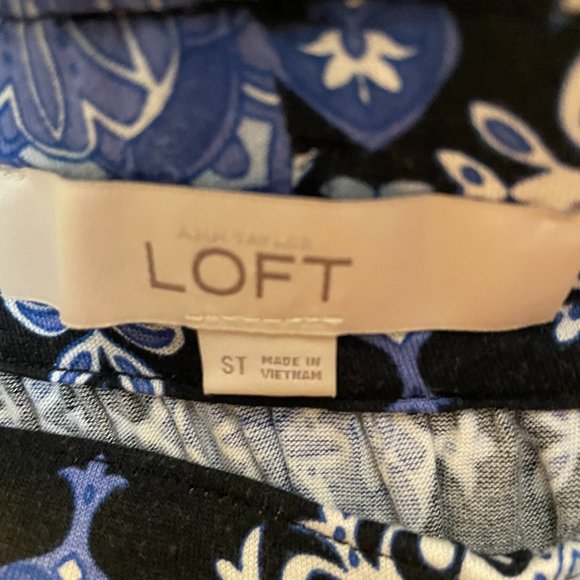 ANN TAYLOR
LOFT
ST
MADE IN
VIETNAM